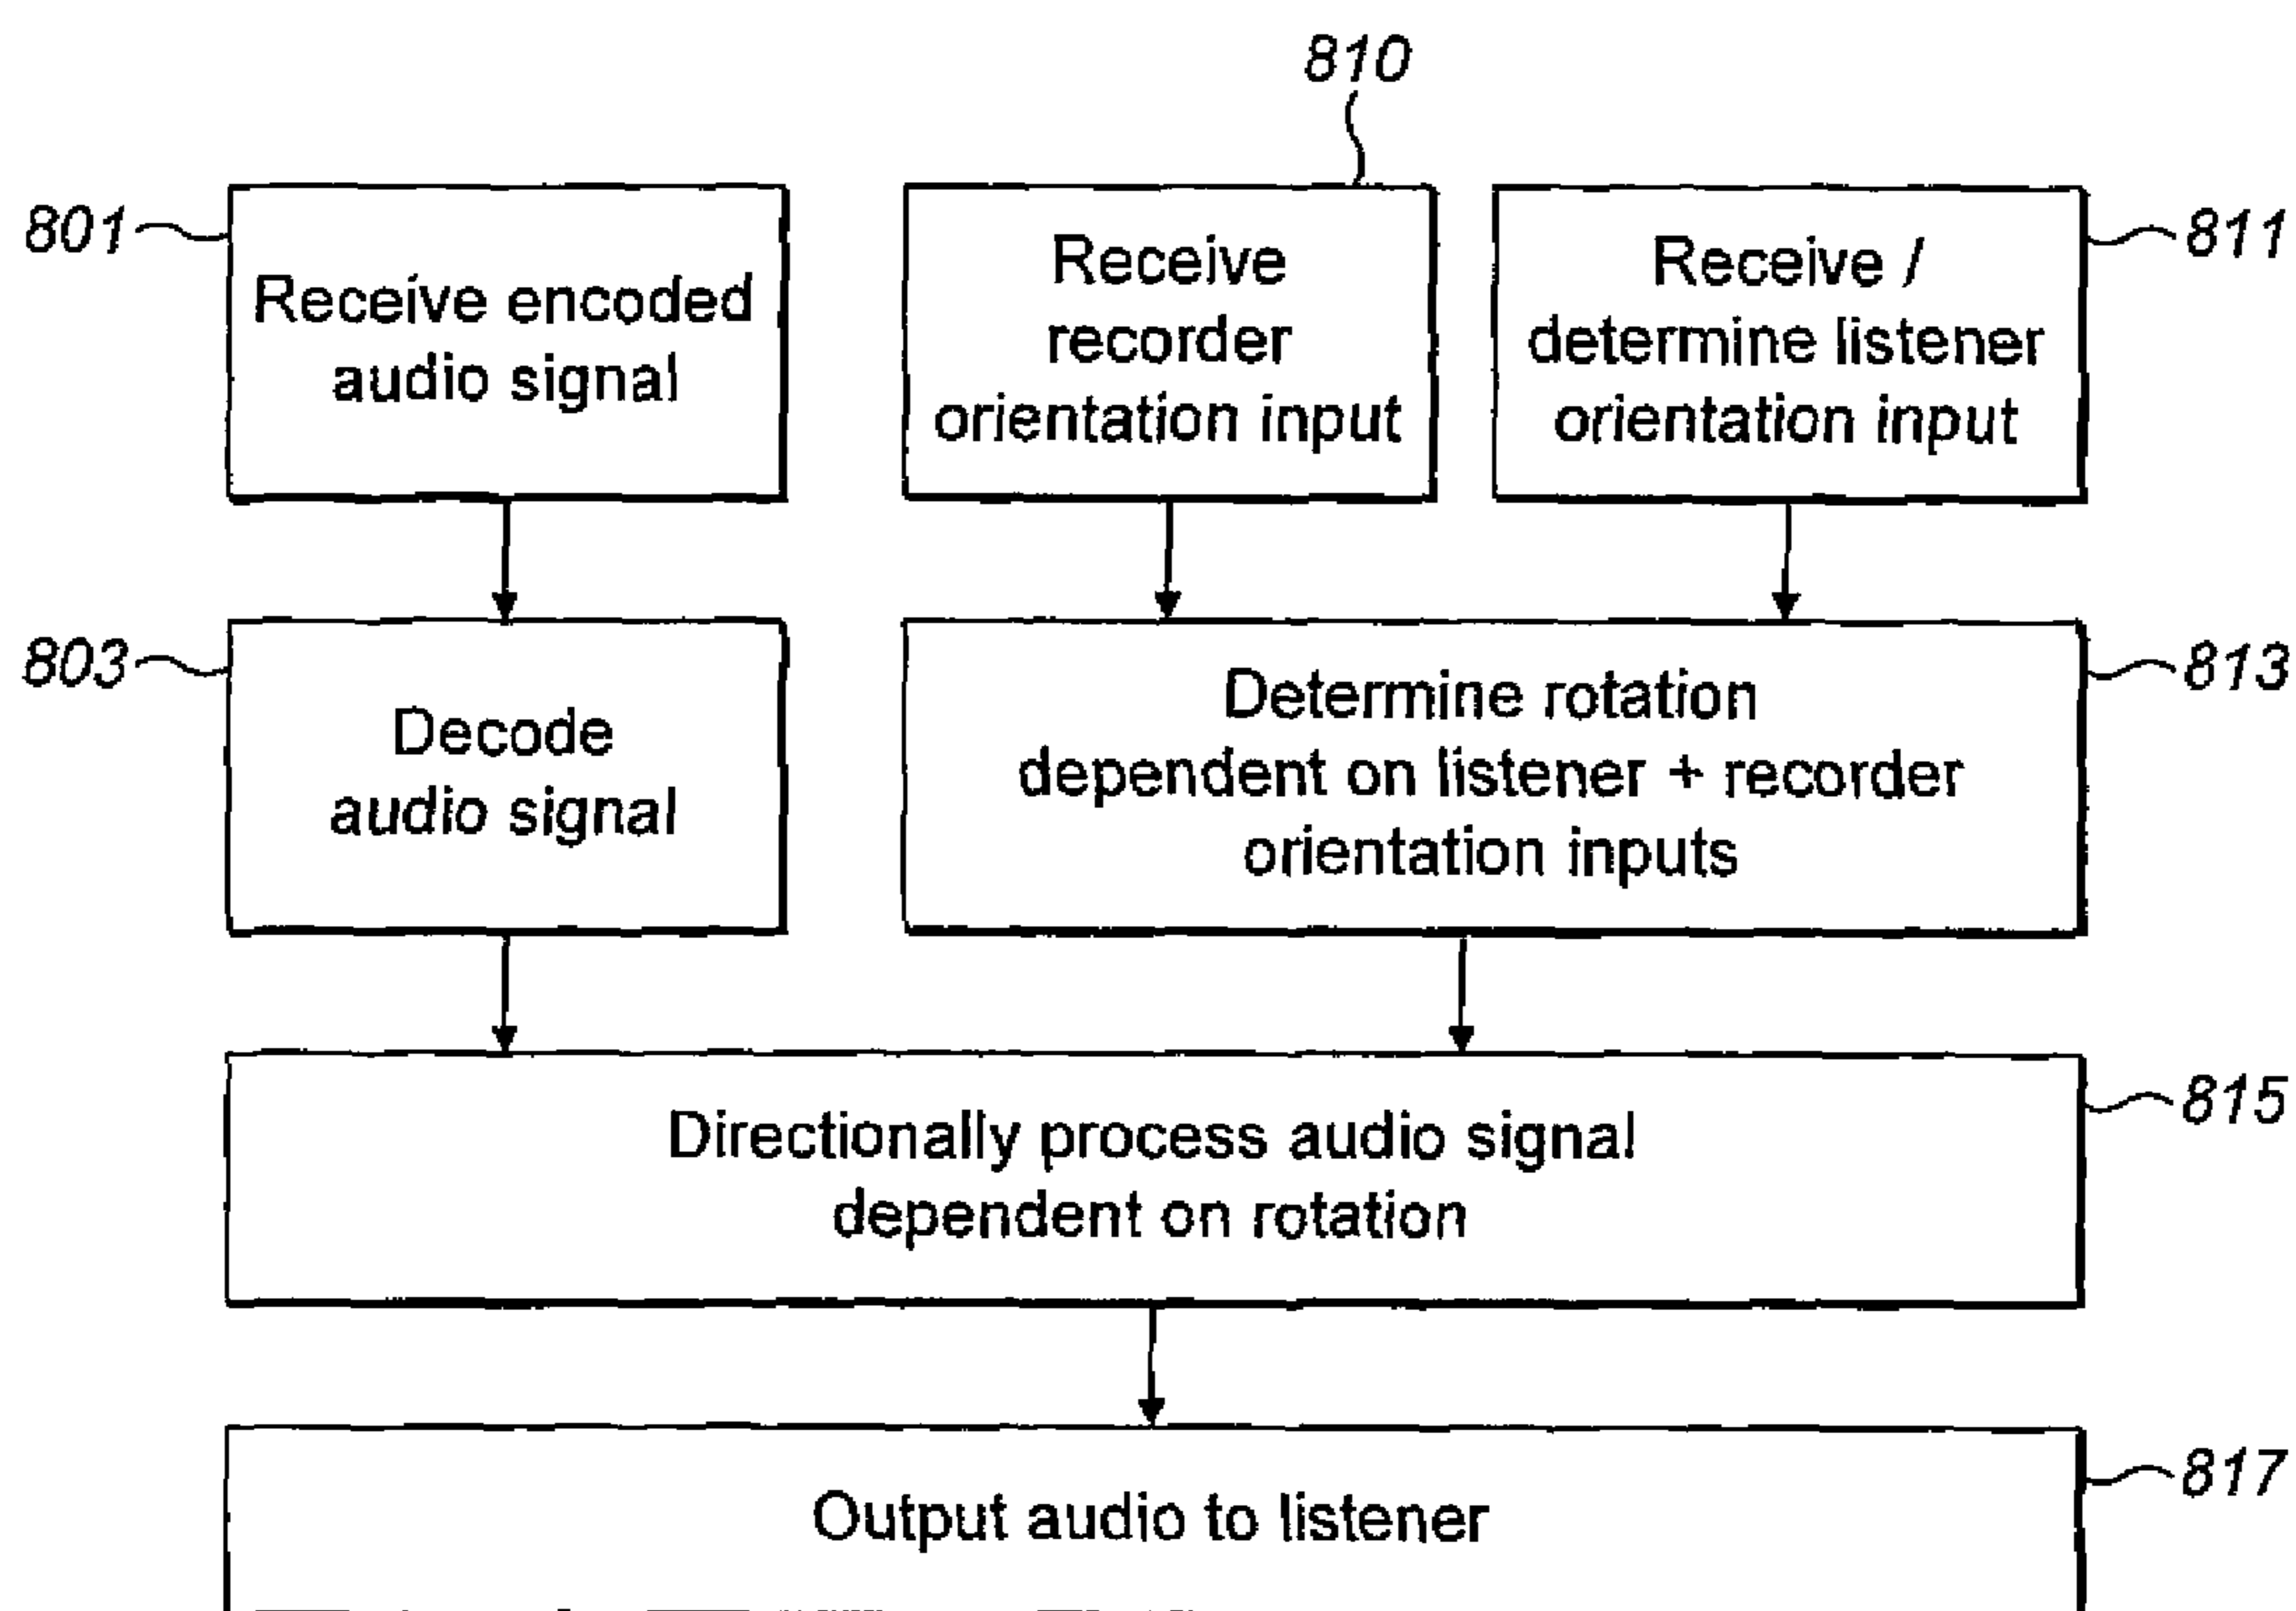 810
801
Receive encoded
audio signal
Receive
recorder
orientation input
Receive /
determine listener
orientation input
811
803
Decode
audio signal
Determine rotation
dependent on listener + recorder
orientation inputs
813
Directionally process audio signal
dependent on rotation
815
Output audio to listener
817